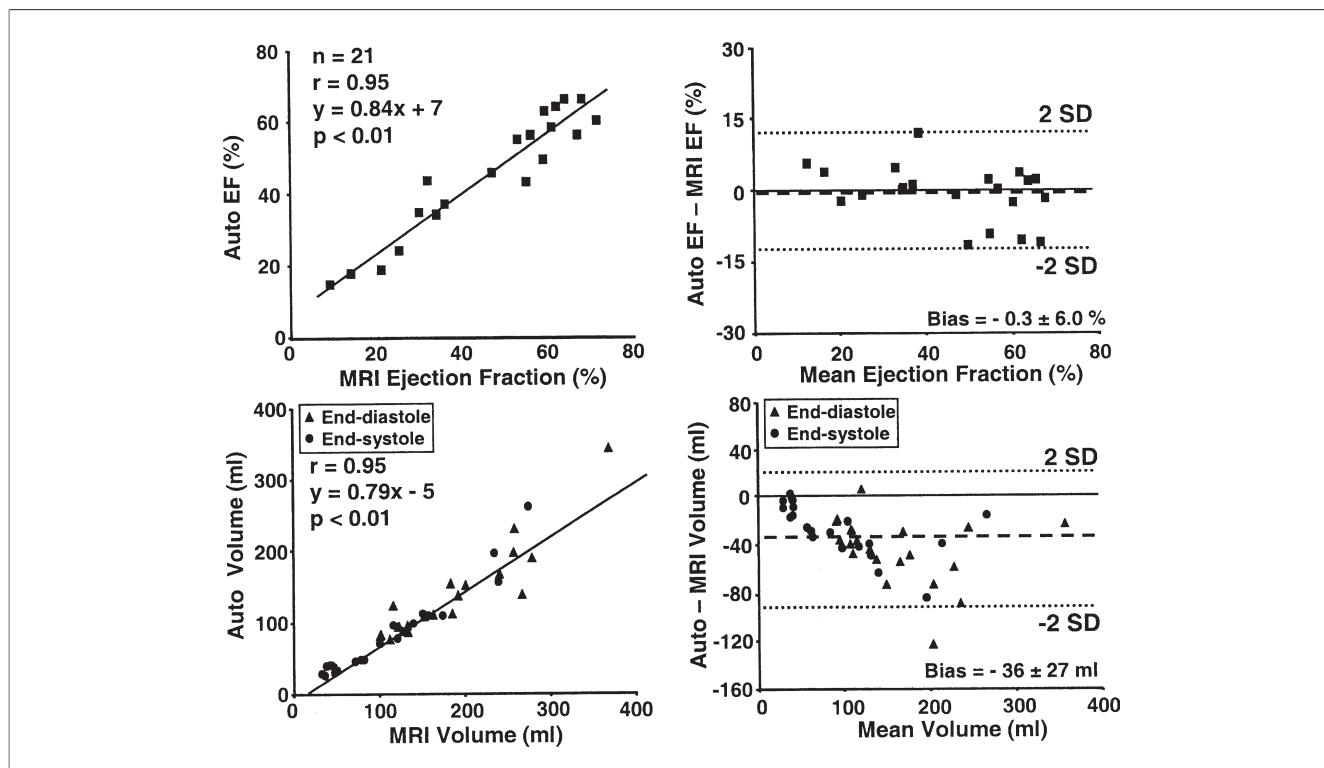 80
60
40
20
0
n = 21
r = 0.95
y = 0.84x + 7
p < 0.01
Auto EF (%)
0 20 40 60 80
MRI Ejection Fraction (%)
30
15
0
-15
-30
2 SD
-2 SD
Bias = - 0.3 ± 6.0 %
Auto EF – MRI EF (%)
0 20 40 60 80
Mean Ejection Fraction (%)
400
300
200
100
0
End-diastole
End-systole
r = 0.95
y = 0.79x - 5
p < 0.01
Auto Volume (ml)
0 100 200 300 400
MRI Volume (ml)
80
40
0
-40
-80
-120
-160
End-diastole
End-systole
2 SD
-2 SD
Bias = - 36 ± 27 ml
Auto – MRI Volume (ml)
0 100 200 300 400
Mean Volume (ml)